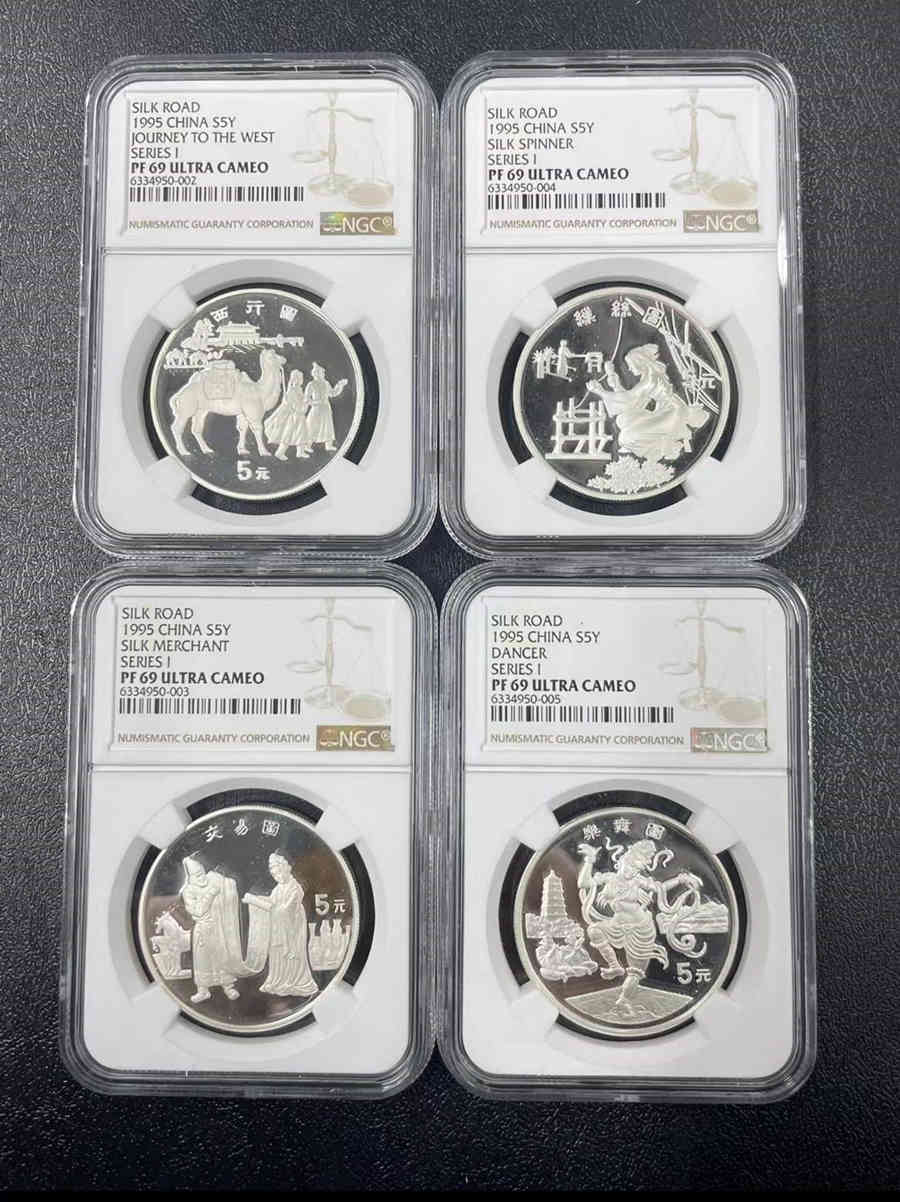 SILK ROAD
1995 CHINA S5Y
JOURNEY TO THE WEST
SERIES I
PF 69 ULTRA CAMEO
6334950-002
NUMISMATIC GUARANTY CORPORATION NGC®
西行圖
5元
SILK ROAD
1995 CHINA S5Y
SILK SPINNER
SERIES I
PF 69 ULTRA CAMEO
6334950-004
NUMISMATIC GUARANTY CORPORATION NGC®
繅絲圖
元
SILK ROAD
1995 CHINA S5Y
SILK MERCHANT
SERIES I
PF 69 ULTRA CAMEO
6334950-003
NUMISMATIC GUARANTY CORPORATION NGC®
交易圖
5元
SILK ROAD
1995 CHINA S5Y
DANCER
SERIES I
PF 69 ULTRA CAMEO
6334950-005
NUMISMATIC GUARANTY CORPORATION NGC®
樂舞圖
5元